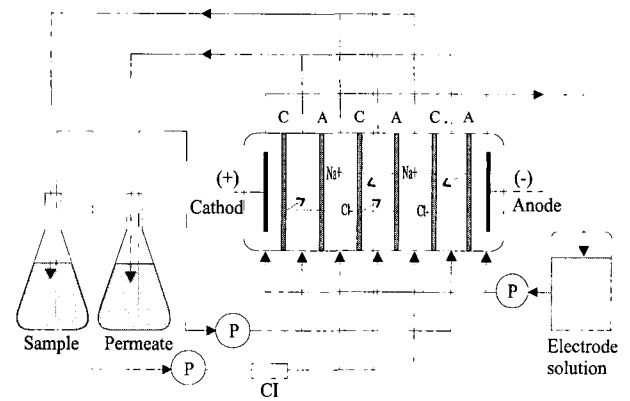 C A C A C.. A
(+)
Cathod
Na+
Na+
Cl-
Cl-
(-)
Anode
P
P
P
Sample
Permeate
CI
Electrode
solution